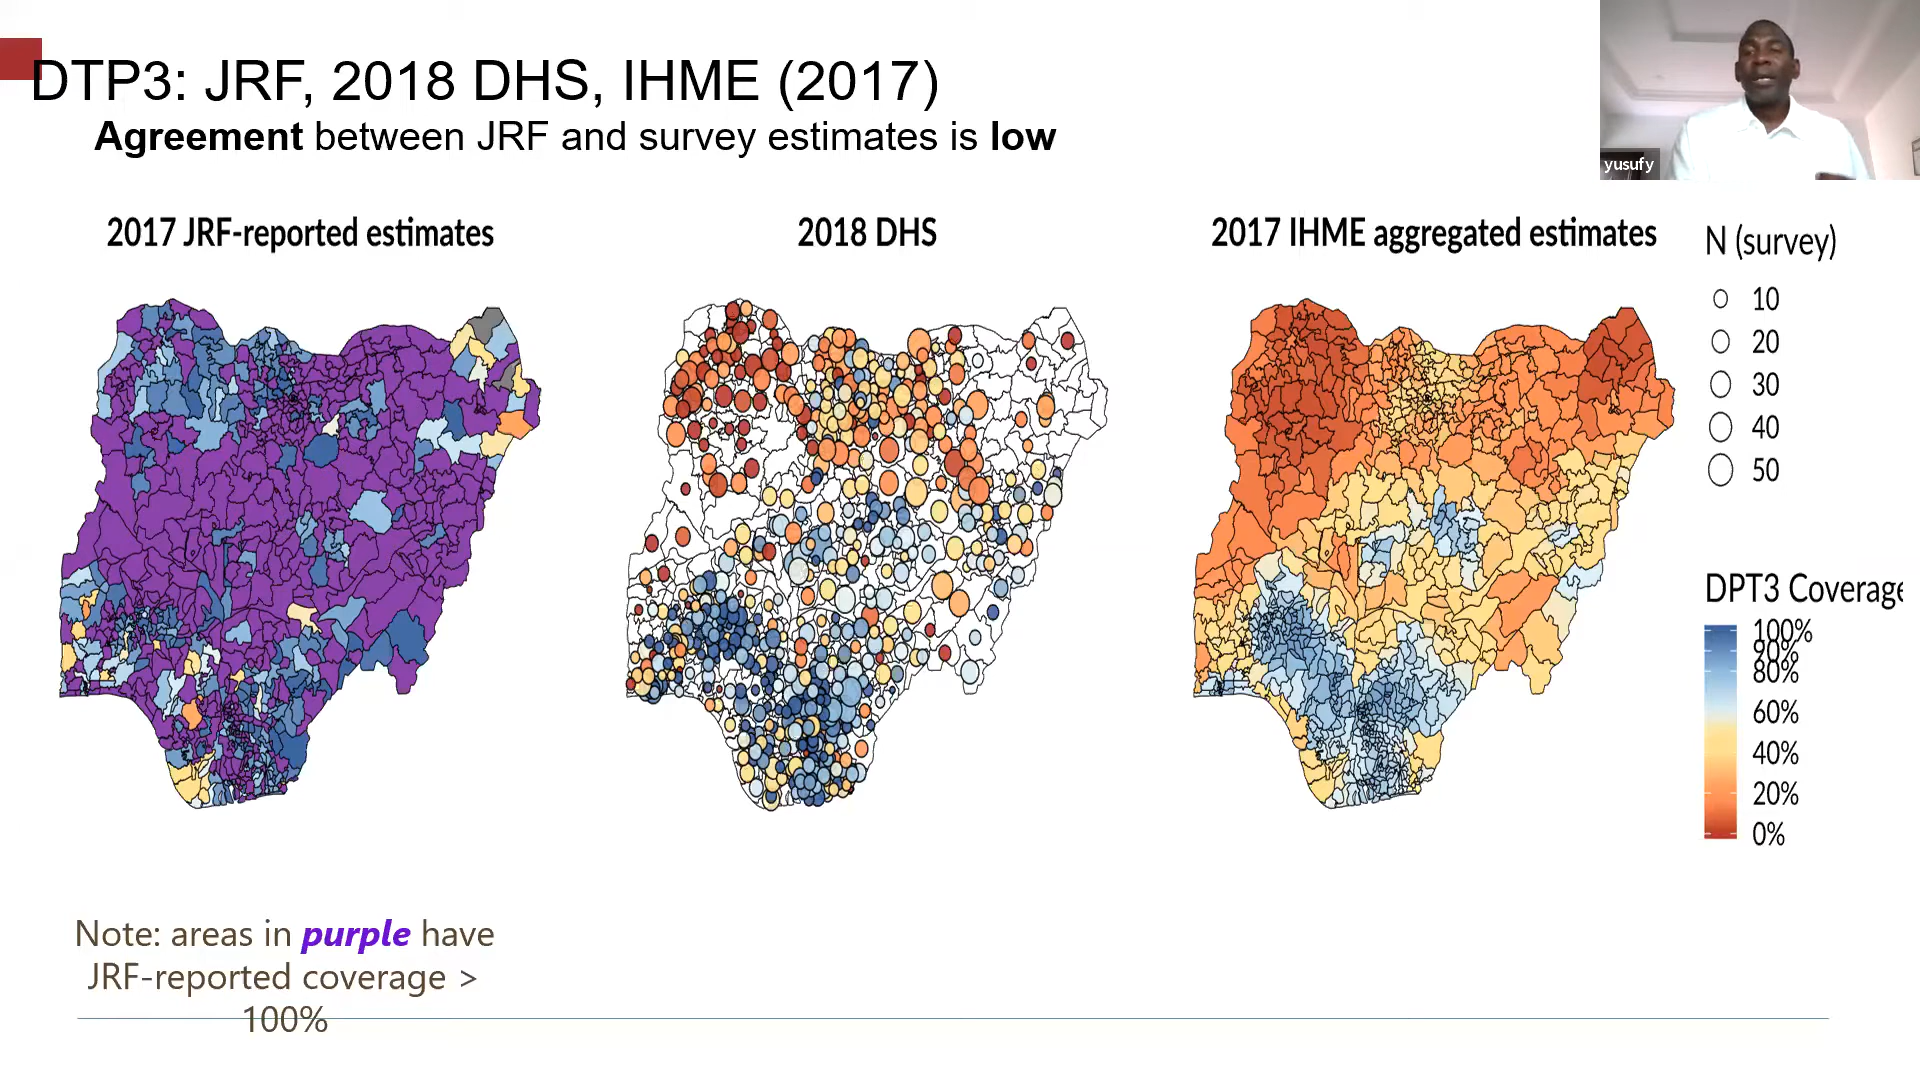 DTP3: JRF, 2018 DHS, IHME (2017)
Agreement between JRF and survey estimates is low
yusufy
2017 JRF-reported estimates
2018 DHS
2017 IHME aggregated estimates
N (survey)
10
20
30
40
50
DPT3 Coverage
100%
90%
80%
60%
40%
20%
0%
Note: areas in purple have
JRF-reported coverage >
100%